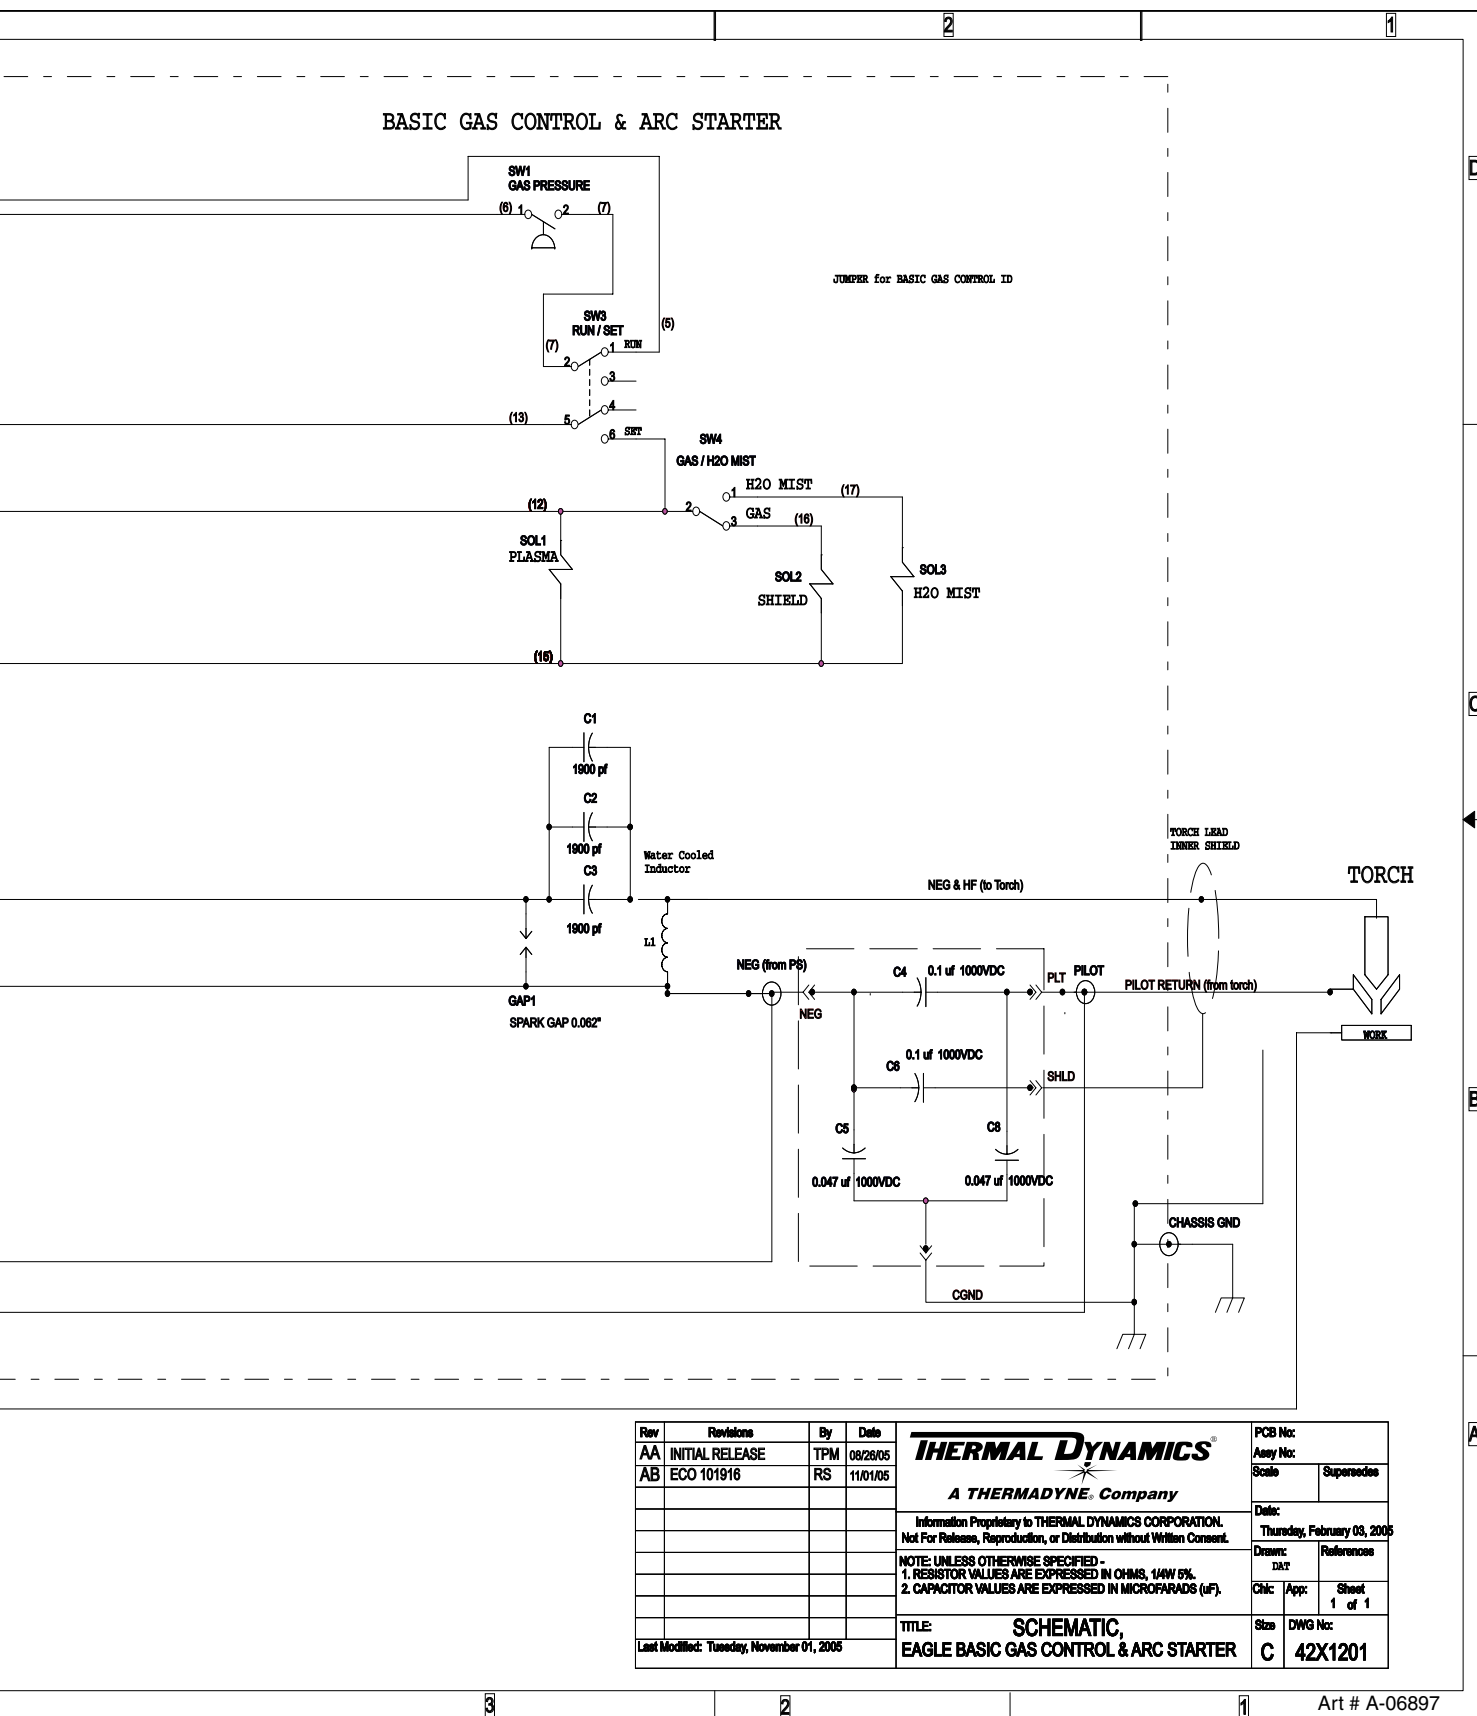 2
1
BASIC GAS CONTROL & ARC STARTER
SW1
GAS PRESSURE
(6) 1 2 (7)
D
JUMPER for BASIC GAS CONTROL ID
SW3
RUN / SET
(5)
(7)
2
1 RUN
3
4
(13)
5
6 SET
SW4
GAS / H2O MIST
1 H2O MIST
(17)
(12)
2
GAS
3
(16)
SOL1
PLASMA
SOL2
SHIELD
SOL3
H2O MIST
(15)
C
C1
1900 pf
C2
1900 pf
C3
1900 pf
Water Cooled
Inductor
TORCH LEAD
INNER SHIELD
TORCH
NEG & HF (to Torch)
L1
NEG (from PS)
C4
0.1 uf 1000VDC
PLT
PILOT
PILOT RETURN (from torch)
GAP1
SPARK GAP 0.062"
NEG
WORK
0.1 uf 1000VDC
C6
SHLD
B
C5
C8
0.047 uf 1000VDC
0.047 uf 1000VDC
CHASSIS GND
CGND
A
Rev Revisions By Date
AA INITIAL RELEASE TPM 08/26/05
AB ECO 101916 RS 11/01/05
Last Modified: Tuesday, November 01, 2005
THERMAL DYNAMICS®
A THERMADYNE® Company
Information Proprietary to THERMAL DYNAMICS CORPORATION.
Not For Release, Reproduction, or Distribution without Written Consent.
NOTE: UNLESS OTHERWISE SPECIFIED -
1. RESISTOR VALUES ARE EXPRESSED IN OHMS, 1/4W 5%.
2. CAPACITOR VALUES ARE EXPRESSED IN MICROFARADS (uF).
TITLE:
SCHEMATIC,
EAGLE BASIC GAS CONTROL & ARC STARTER
PCB No:
Assy No:
Scale Supersedes
Date:
Thursday, February 03, 2005
Drawn: References
DAT
Chk: App: Sheet
1 of 1
Size DWG No:
C 42X1201
3
2
1
Art # A-06897